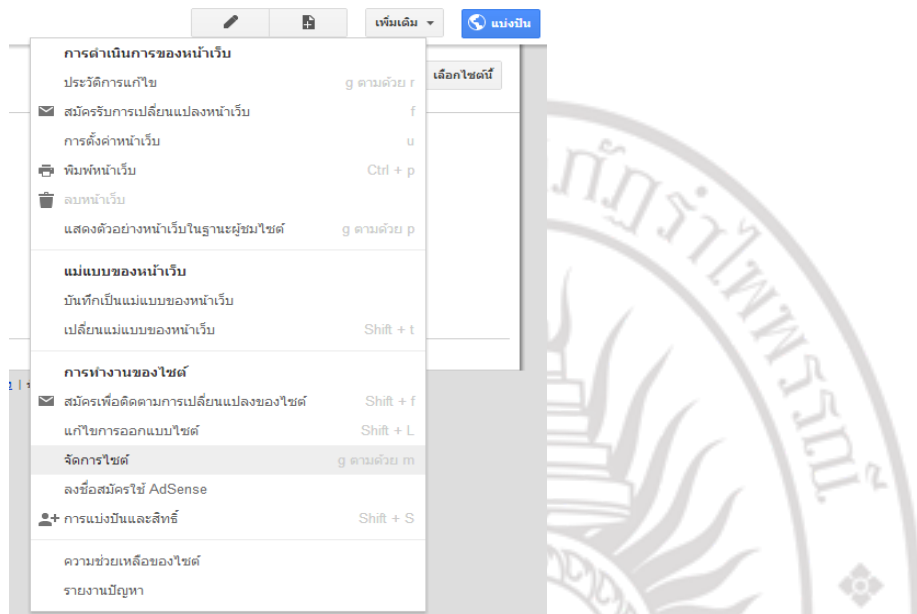 เพิ่มเติม
แบ่งปัน
เลือกไซต์นี้
การดำเนินการของหน้าเว็บ
ประวัติการแก้ไข g ตามด้วย r
สมัครรับการเปลี่ยนแปลงหน้าเว็บ f
การตั้งค่าหน้าเว็บ u
พิมพ์หน้าเว็บ Ctrl + p
ลบหน้าเว็บ
แสดงตัวอย่างหน้าเว็บในฐานะผู้ชมไซต์ g ตามด้วย p
แม่แบบของหน้าเว็บ
บันทึกเป็นแม่แบบของหน้าเว็บ
เปลี่ยนแม่แบบของหน้าเว็บ Shift + t
การทำงานของไซต์
สมัครเพื่อติดตามการเปลี่ยนแปลงของไซต์ Shift + f
แก้ไขการออกแบบไซต์ Shift + L
จัดการไซต์ g ตามด้วย m
ลงชื่อสมัครใช้ AdSense
การแบ่งปันและสิทธิ์ Shift + S
ความช่วยเหลือของไซต์
รายงานปัญหา
ภัฏรำไพพรรณี